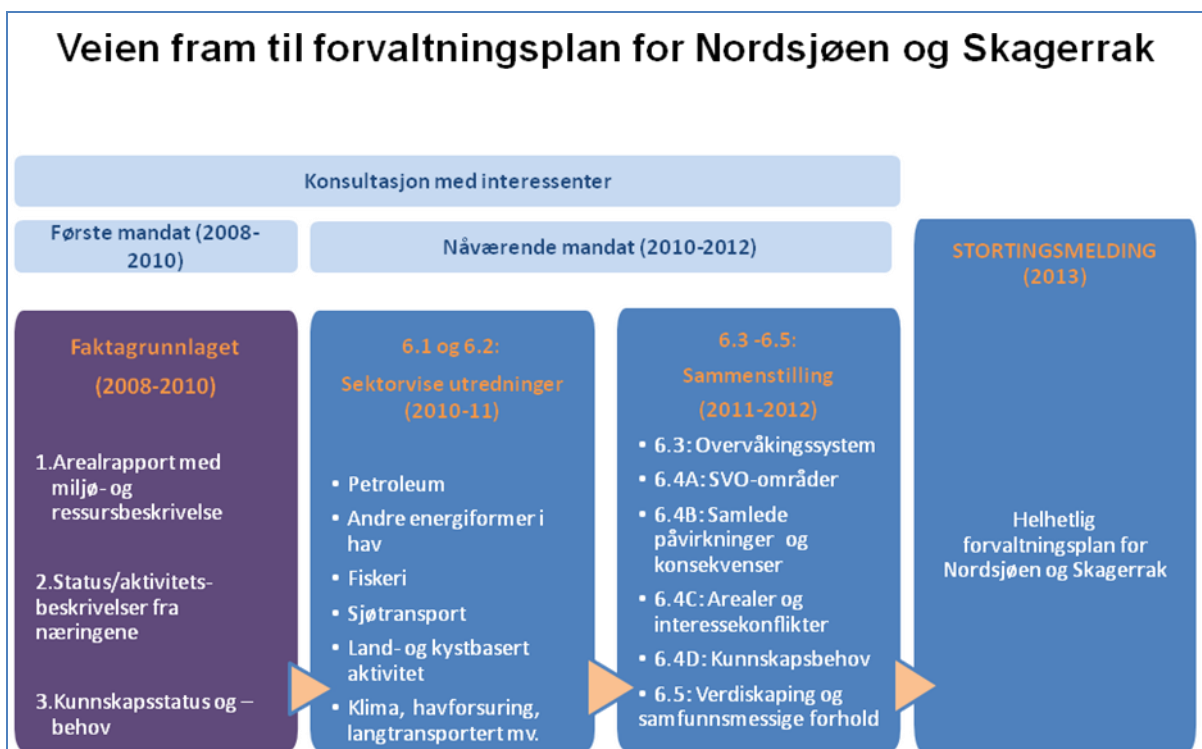 Veien fram til forvaltningsplan for Nordsjøen og Skagerrak
Konsultasjon med interessenter
Første mandat (2008-
2010)
Nåværende mandat (2010-2012)
STORTINGSMELDING
(2013)
Faktagrunnlaget
(2008-2010)
1.Arealrapport med
miljø- og
ressursbeskrivelse
2.Status/aktivitets-
beskrivelser fra
næringene
3.Kunnskapsstatus og –
behov
6.1 og 6.2:
Sektorvise utredninger
(2010-11)
• Petroleum
• Andre energiformer i
hav
• Fiskeri
• Sjøtransport
• Land- og kystbasert
aktivitet
• Klima, havforsuring,
langtransportert mv.
6.3 -6.5:
Sammenstilling
(2011-2012)
• 6.3: Overvåkingssystem
• 6.4A: SVO-områder
• 6.4B: Samlede
påvirkninger og
konsekvenser
• 6.4C: Arealer og
interessekonflikter
• 6.4D: Kunnskapsbehov
• 6.5: Verdiskaping og
samfunnsmessige forhold
Helhetlig
forvaltningsplan for
Nordsjøen og Skagerrak